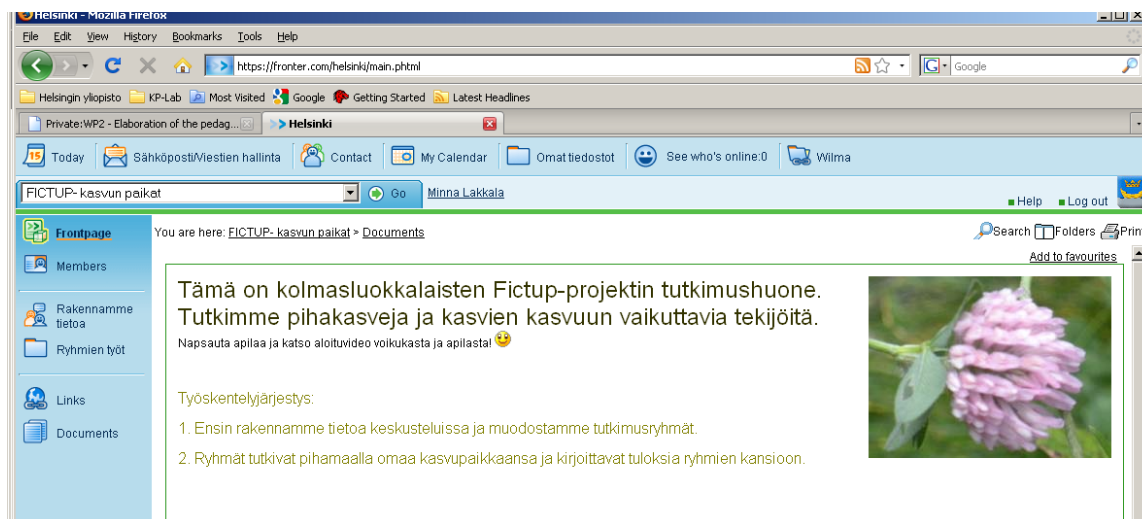 Helsinki - Mozilla Firefox
File Edit View History Bookmarks Tools Help
https://fronter.com/helsinki/main.phtml G Google
Helsingin yliopisto KP-Lab Most Visited Google Getting Started Latest Headlines
Private:WP2 - Elaboration of the pedag... Helsinki
15 Today Sähköposti/Viestien hallinta Contact My Calendar Omat tiedostot See who's online:0 Wilma
FICTUP- kasvun paikat Go Minna Lakkala
Help Log out
Frontpage You are here: FICTUP- kasvun paikat > Documents Search Folders Print
Add to favourites
Members
Rakennamme
tietoa
Ryhmien työt
Links
Documents
Tämä on kolmasluokkalaisten Fictup-projektin tutkimushuone.
Tutkimme pihakasveja ja kasvien kasvuun vaikuttavia tekijöitä.
Napsauta apilaa ja katso aloituvideo voikukasta ja apilasta!
Työskentelyjärjestys:
1. Ensin rakennamme tietoa keskusteluissa ja muodostamme tutkimusryhmät.
2. Ryhmät tutkivat pihamaalla omaa kasvupaikkaansa ja kirjoittavat tuloksia ryhmien kansioon.